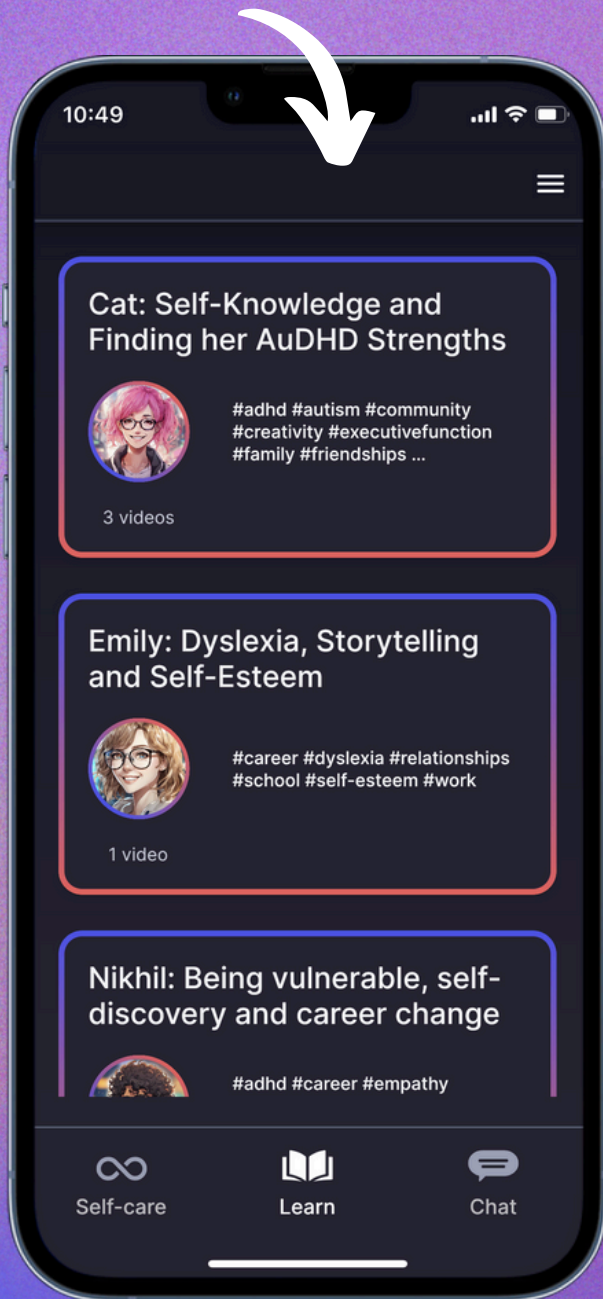 10:49
Cat: Self-Knowledge and
Finding her AuDHD Strengths
#adhd #autism #community
#creativity #executivefunction
#family #friendships ...
3 videos
Emily: Dyslexia, Storytelling
and Self-Esteem
#career #dyslexia #relationships
#school #self-esteem #work
1 video
Nikhil: Being vulnerable, self-
discovery and career change
#adhd #career #empathy
Self-care
Learn
Chat